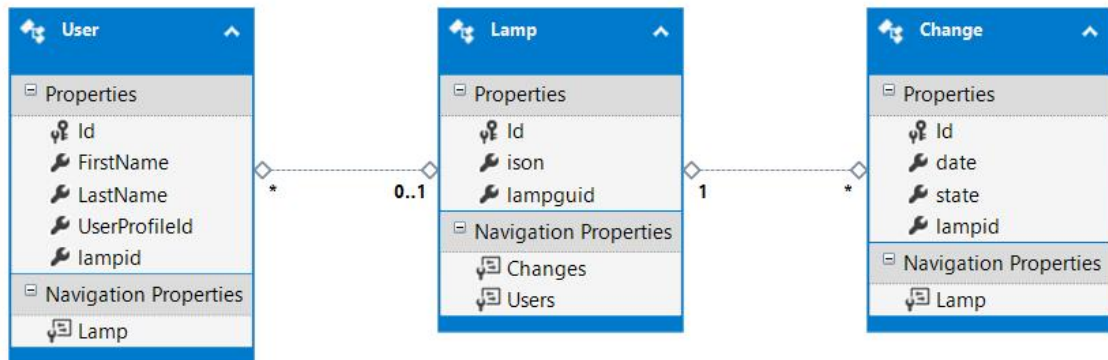 User
Properties
Id
FirstName
LastName
UserProfileId
lampid
Navigation Properties
Lamp
*
0..1
Lamp
Properties
Id
ison
lampguid
Navigation Properties
Changes
Users
1
*
Change
Properties
Id
date
state
lampid
Navigation Properties
Lamp